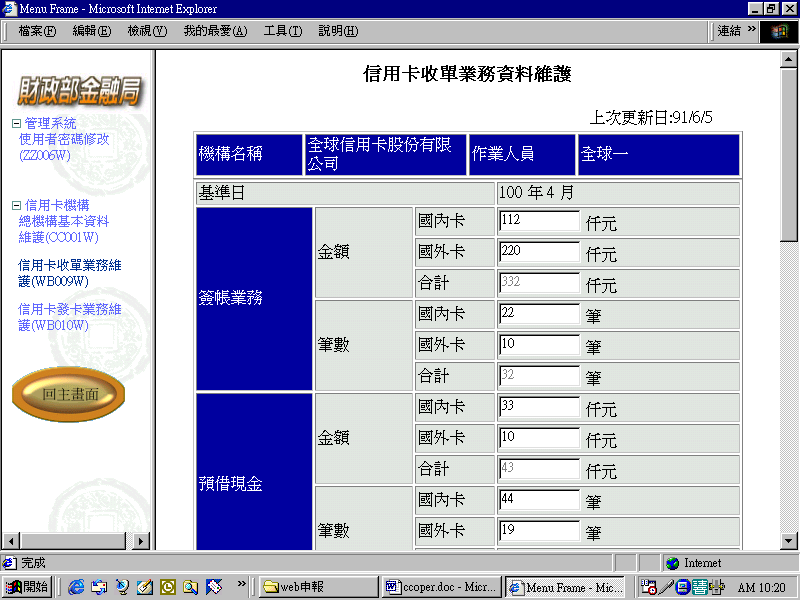 Menu Frame - Microsoft Internet Explorer
檔案(F) 編輯(E) 檢視(V) 我的最愛(A) 工具(T) 說明(H) 連結 »
財政部金融局
管理系統
使用者密碼修改
(ZZ006W)
信用卡機構
總機構基本資料
維護(CC001W)
信用卡收單業務維
護(WB009W)
信用卡發卡業務維
護(WB010W)
回主畫面
信用卡收單業務資料維護
上次更新日:91/6/5
機構名稱 全球信用卡股份有限
公司 作業人員 全球一
基準日 100 年 4 月
簽帳業務 金額 國內卡 112 仟元
國外卡 220 仟元
合計 332 仟元
筆數 國內卡 22 筆
國外卡 10 筆
合計 32 筆
預借現金 金額 國內卡 33 仟元
國外卡 10 仟元
合計 43 仟元
筆數 國內卡 44 筆
國外卡 19 筆
完成 Internet
開始 » web申報 ccoper.doc - Micr... Menu Frame - Mic... AM 10:20